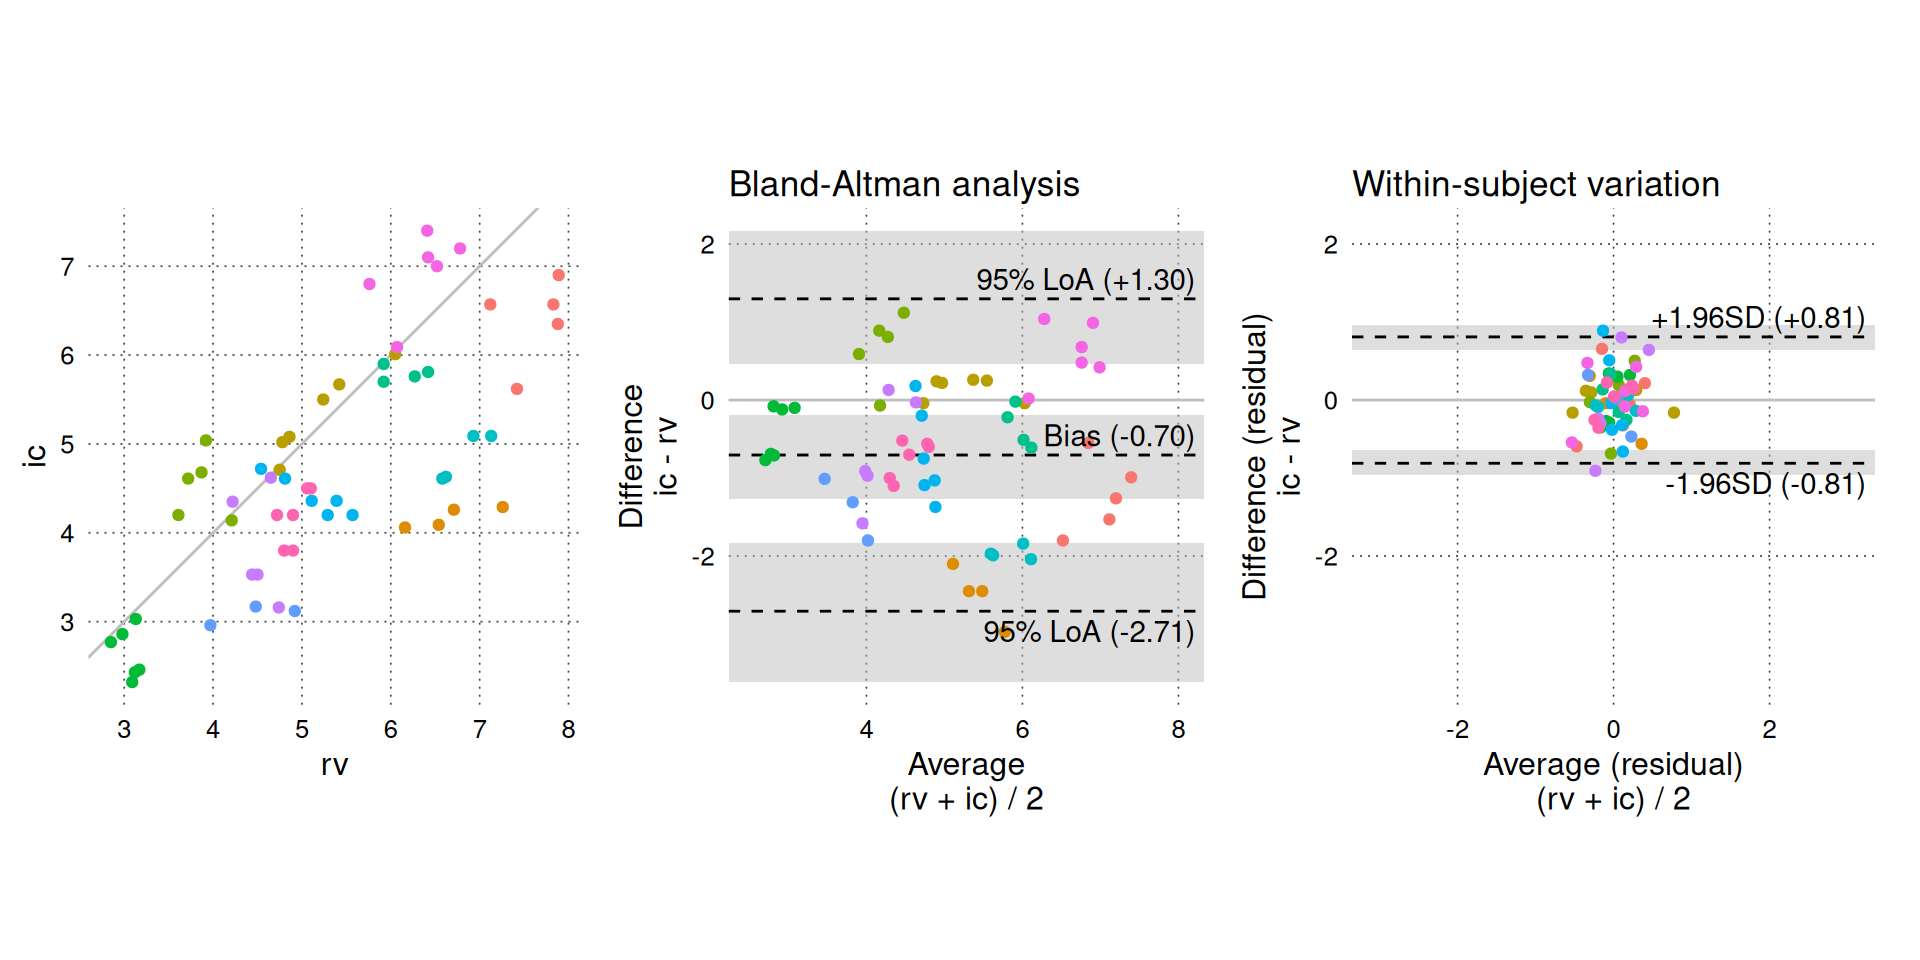 7
6
5
4
3
ic
3 4 5 6 7 8
rv
Bland-Altman analysis
2
0
-2
Difference
ic - rv
95% LoA (+1.30)
Bias (-0.70)
95% LoA (-2.71)
4 6 8
Average
(rv + ic) / 2
Within-subject variation
2
0
-2
Difference (residual)
ic - rv
+1.96SD (+0.81)
-1.96SD (-0.81)
-2 0 2
Average (residual)
(rv + ic) / 2